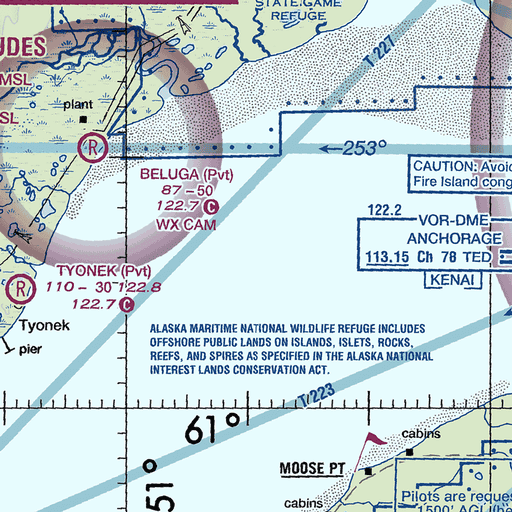 STATE GAME
REFUGE
UDES
MSL
SL
plant
R
T 227
←253°
BELUGA (Pvt)
87 - 50
122.7 C
WX CAM
CAUTION: Avoid
Fire Island cong
122.2
VOR-DME
ANCHORAGE
113.15 Ch 78 TED
KENAI
TYONEK (Pvt)
110 - 30 122.8
122.7 C
R
Tyonek
pier
ALASKA MARITIME NATIONAL WILDLIFE REFUGE INCLUDES
OFFSHORE PUBLIC LANDS ON ISLANDS, ISLETS, ROCKS,
REEFS, AND SPIRES AS SPECIFIED IN THE ALASKA NATIONAL
INTEREST LANDS CONSERVATION ACT.
T 223
61°
51°
cabins
MOOSE PT
cabins
Pilots are reque
1500' AGL (be